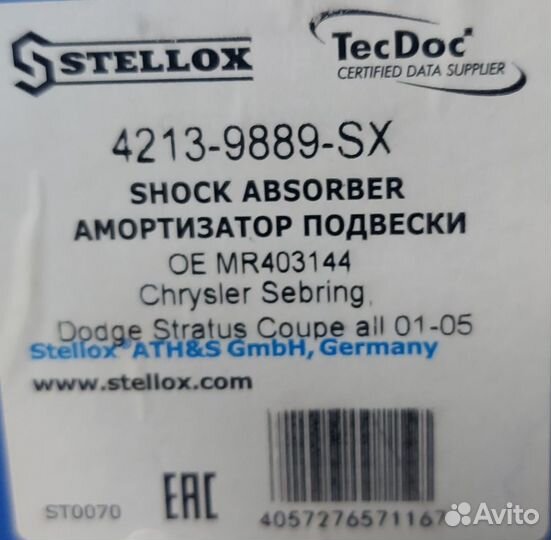 STELLOX
TecDoc
CERTIFIED DATA SUPPLIER
4213-9889-SX
SHOCK ABSORBER
АМОРТИЗАТОР ПОДВЕСКИ
OE MR403144
Chrysler Sebring,
Dodge Stratus Coupe all 01-05
Stellox ATH&S GmbH, Germany
www.stellox.com
ST0070
EAC
4057276571167
Avito